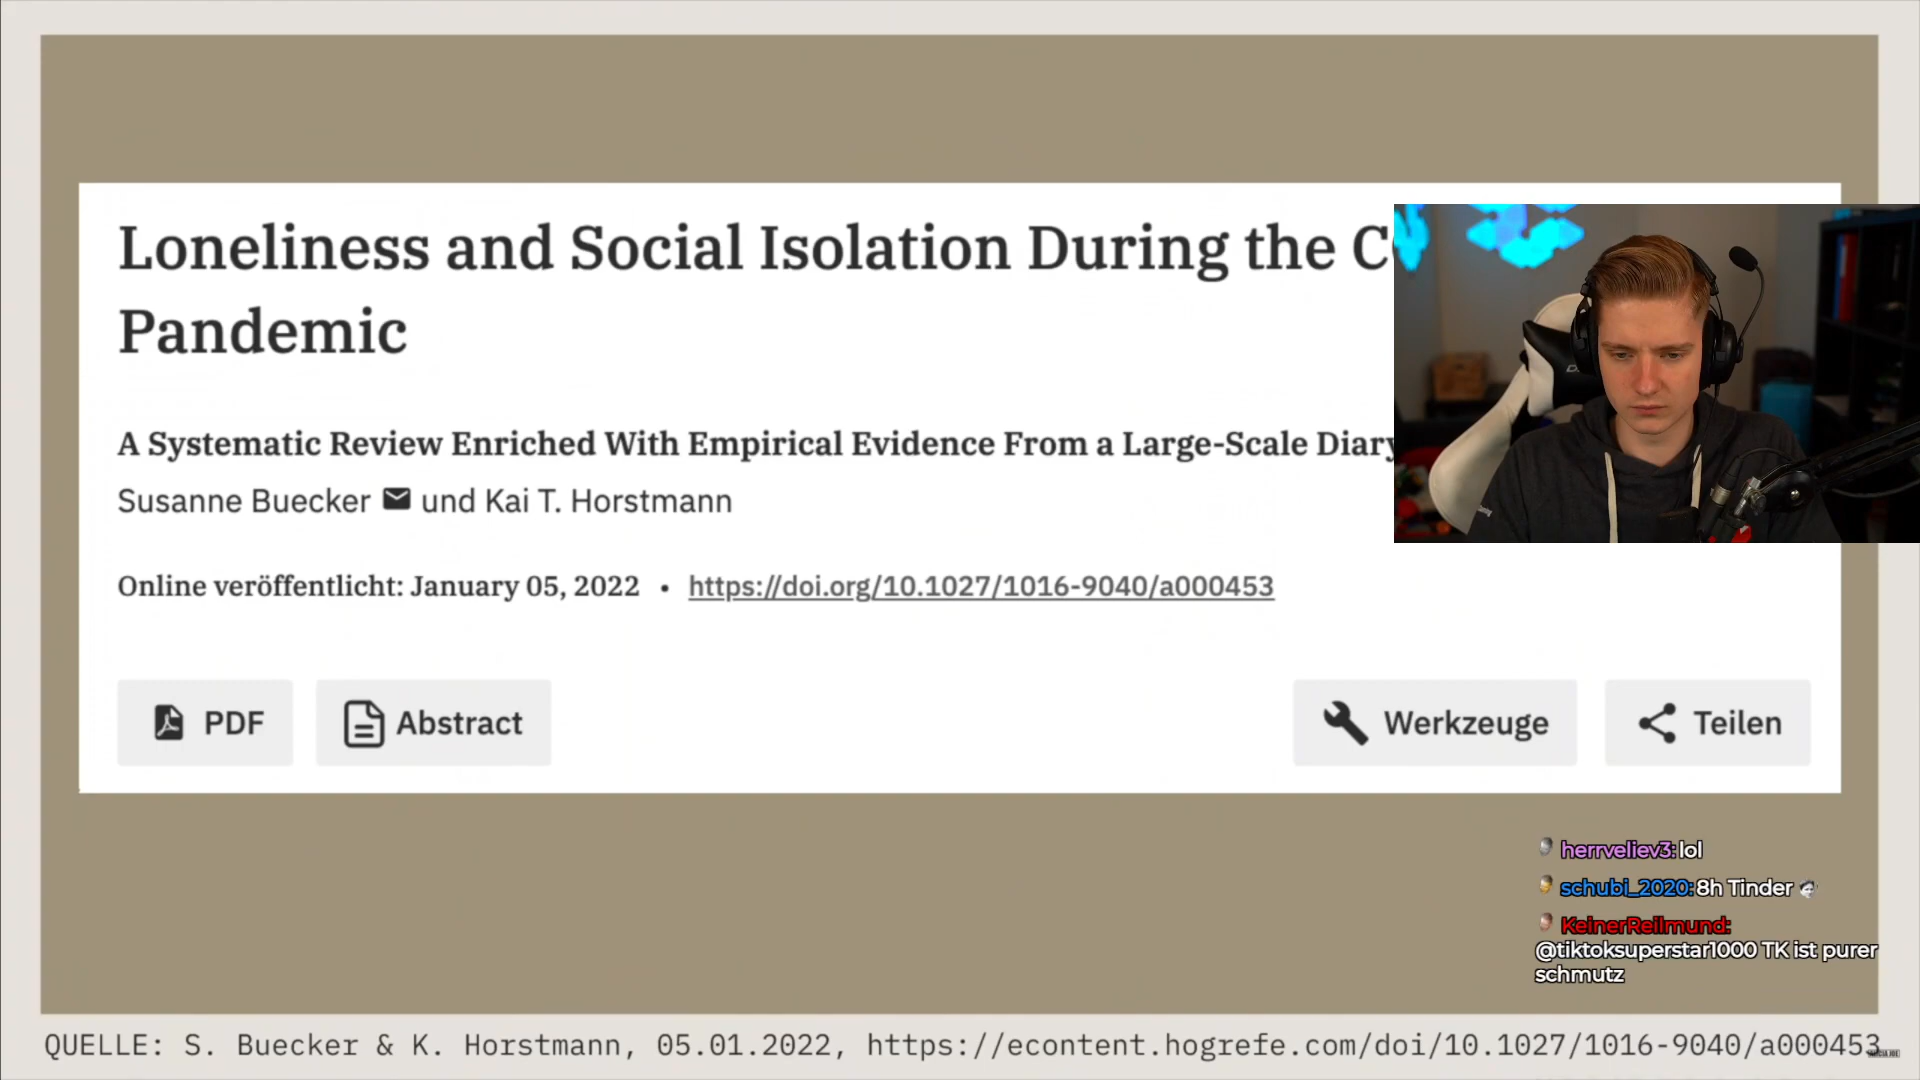 Loneliness and Social Isolation During the C
Pandemic
A Systematic Review Enriched With Empirical Evidence From a Large-Scale Diary
Susanne Buecker und Kai T. Horstmann
Online veröffentlicht: January 05, 2022 • https://doi.org/10.1027/1016-9040/a000453
PDF
Abstract
Werkzeuge
Teilen
herrveliev3: lol
schubi_2020: 8h Tinder
KeinerReilmund:
@tiktoksuperstar1000 TK ist purer
schmutz
QUELLE: S. Buecker & K. Horstmann, 05.01.2022, https://econtent.hogrefe.com/doi/10.1027/1016-9040/a000453